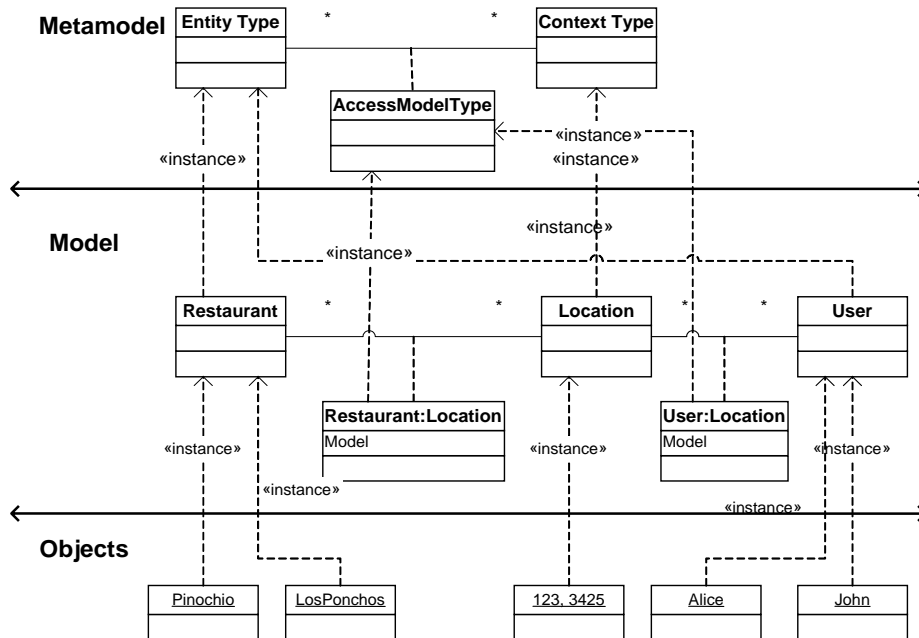 Metamodel
Entity Type
*
*
Context Type
AccessModelType
«instance»
«instance»
«instance»
Model
«instance»
«instance»
Restaurant
*
*
Location
*
*
User
Restaurant:Location
Model
User:Location
Model
«instance»
«instance»
«instance»
«instance»
«instance»
Objects
Pinochio
LosPonchos
123, 3425
Alice
John